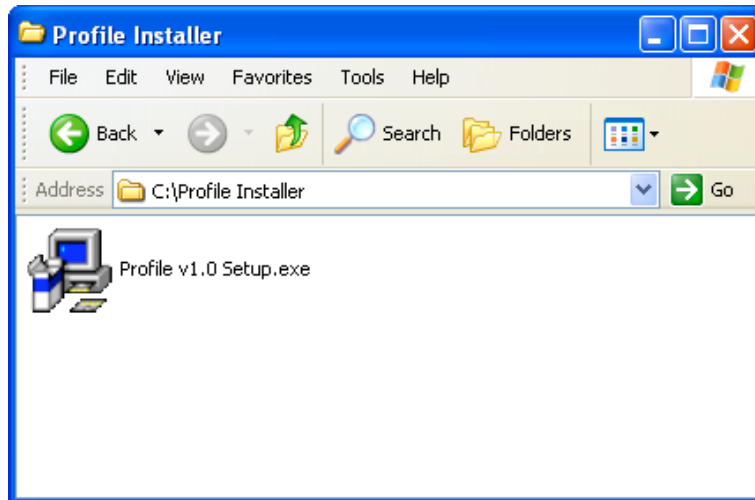 Profile Installer
File Edit View Favorites Tools Help
Back Search Folders
Address C:\Profile Installer Go
Profile v1.0 Setup.exe